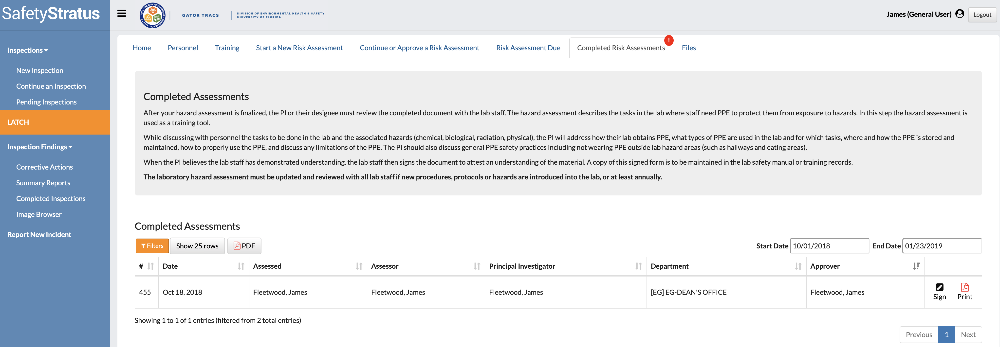 SafetyStratus
TOOL FOR RISK ASSESSMENT, COMPLIANCE, SAFETY
GATOR TRACS
DIVISION OF ENVIRONMENTAL HEALTH & SAFETY
UNIVERSITY OF FLORIDA
James (General User)
Logout
Inspections
New Inspection
Continue an Inspection
Pending Inspections
LATCH
Inspection Findings
Corrective Actions
Summary Reports
Completed Inspections
Image Browser
Report New Incident
Home Personnel Training Start a New Risk Assessment Continue or Approve a Risk Assessment Risk Assessment Due Completed Risk Assessments ! Files
Completed Assessments
After your hazard assessment is finalized, the PI or their designee must review the completed document with the lab staff. The hazard assessment describes the tasks in the lab where staff need PPE to protect them from exposure to hazards. In this step the hazard assessment is
used as a training tool.
While discussing with personnel the tasks to be done in the lab and the associated hazards (chemical, biological, radiation, physical), the PI will address how their lab obtains PPE, what types of PPE are used in the lab and for which tasks, where and how the PPE is stored and
maintained, how to properly use the PPE, and discuss any limitations of the PPE. The PI should also discuss general PPE safety practices including not wearing PPE outside lab hazard areas (such as hallways and eating areas).
When the PI believes the lab staff has demonstrated understanding, the lab staff then signs the document to attest an understanding of the material. A copy of this signed form is to be maintained in the lab safety manual or training records.
The laboratory hazard assessment must be updated and reviewed with all lab staff if new procedures, protocols or hazards are introduced into the lab, or at least annually.
Completed Assessments
Filters Show 25 rows PDF Start Date 10/01/2018 End Date 01/23/2019
# Date Assessed Assessor Principal Investigator Department Approver
455 Oct 18, 2018 Fleetwood, James Fleetwood, James Fleetwood, James [EG] EG-DEAN'S OFFICE Fleetwood, James Sign Print
Showing 1 to 1 of 1 entries (filtered from 2 total entries)
Previous 1 Next